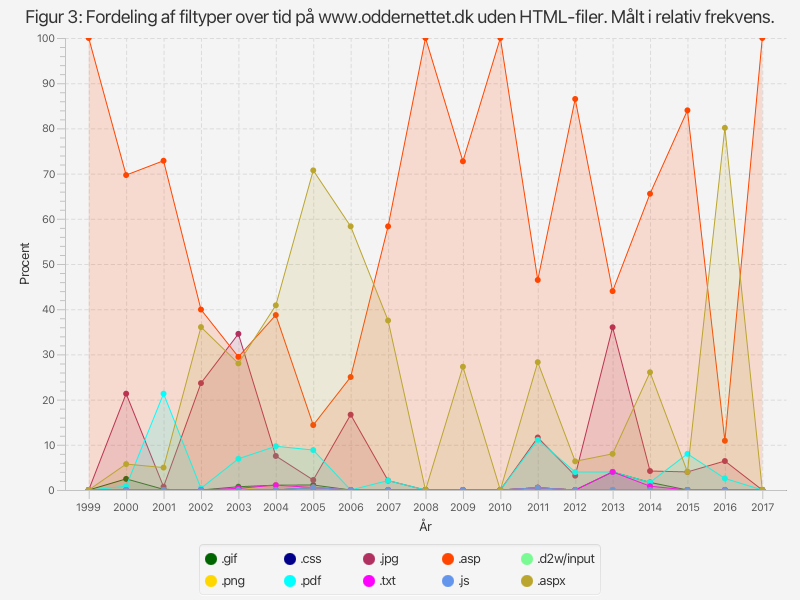 Figur 3: Fordeling af filtyper over tid på www.oddernettet.dk uden HTML-filer. Målt i relativ frekvens.
100
90
80
70
60
50
40
30
20
10
0
Procent
1999 2000 2001 2002 2003 2004 2005 2006 2007 2008 2009 2010 2011 2012 2013 2014 2015 2016 2017
År
.gif .css .jpg .asp .d2w/input
.png .pdf .txt .js .aspx